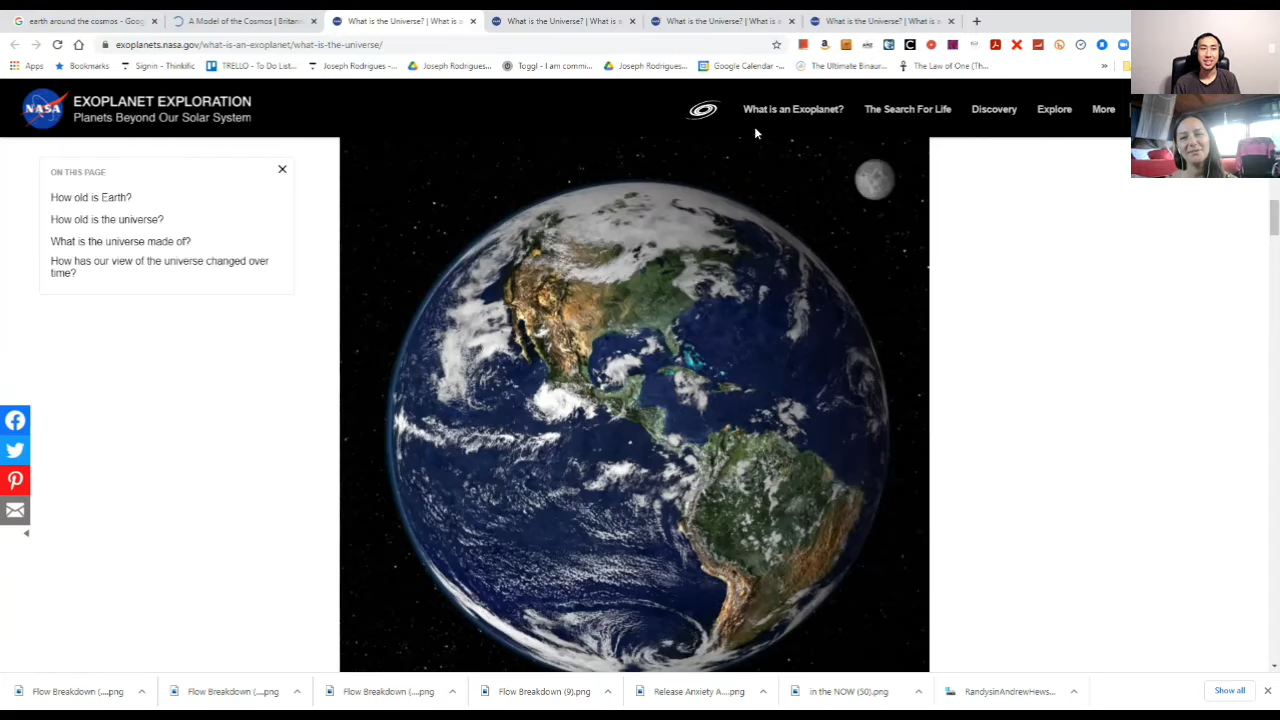 earth around the cosmos - Goog
A Model of the Cosmos | Britann
What is the Universe? | What is a
What is the Universe? | What is a
What is the Universe? | What is a
What is the Universe? | What is a
exoplanets.nasa.gov/what-is-an-exoplanet/what-is-the-universe/
Apps
Bookmarks
Signin - Thinkific
TRELLO - To Do List...
Joseph Rodrigues -...
Joseph Rodrigues -...
Toggl - I am commi...
Joseph Rodrigues...
Google Calendar -...
The Ultimate Binaur...
The Law of One (Th...
NASA
EXOPLANET EXPLORATION
Planets Beyond Our Solar System
What is an Exoplanet?
The Search For Life
Discovery
Explore
More
ON THIS PAGE
How old is Earth?
How old is the universe?
What is the universe made of?
How has our view of the universe changed over
time?
Flow Breakdown (....png
Flow Breakdown (....png
Flow Breakdown (....png
Flow Breakdown (9).png
Release Anxiety A....png
in the NOW (50).png
RandysinAndrewHews...
Show all